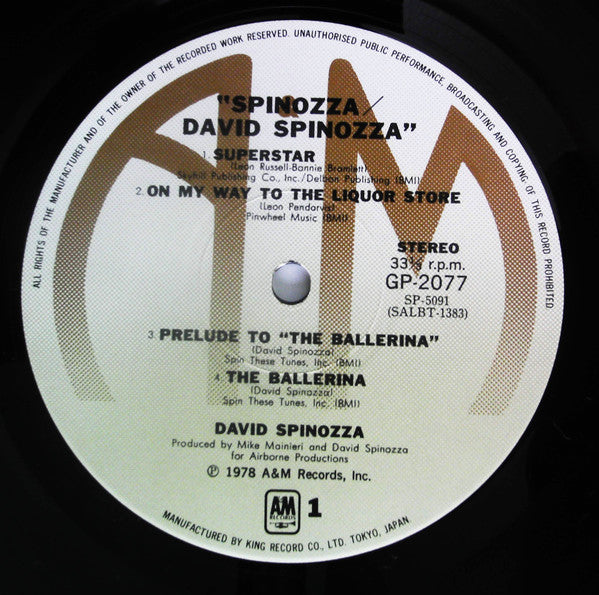 ALL RIGHTS OF THE MANUFACTURER AND OF THE OWNER OF THE RECORDED WORK RESERVED. UNAUTHORISED PUBLIC PERFORMANCE, BROADCASTING AND COPYING OF THIS RECORD PROHIBITED
"SPINOZZA/
DAVID SPINOZZA"
1. SUPERSTAR
(Leon Russell-Bonnie Bramlett)
Skyhill Publishing Co., Inc./Delbon Publishing (BMI)
2. ON MY WAY TO THE LIQUOR STORE
(Leon Pendarvis)
Pinwheel Music (BMI)
STEREO
33⅓ r.p.m.
GP-2077
SP-5091
(SALBT-1383)
3. PRELUDE TO "THE BALLERINA"
(David Spinozza)
Spin These Tunes, Inc. (BMI)
4. THE BALLERINA
(David Spinozza)
Spin These Tunes, Inc. (BMI)
DAVID SPINOZZA
Produced by Mike Mainieri and David Spinozza
for Airborne Productions
℗ 1978 A&M Records, Inc.
A&M
RECORDS
1
MANUFACTURED BY KING RECORD CO., LTD. TOKYO, JAPAN